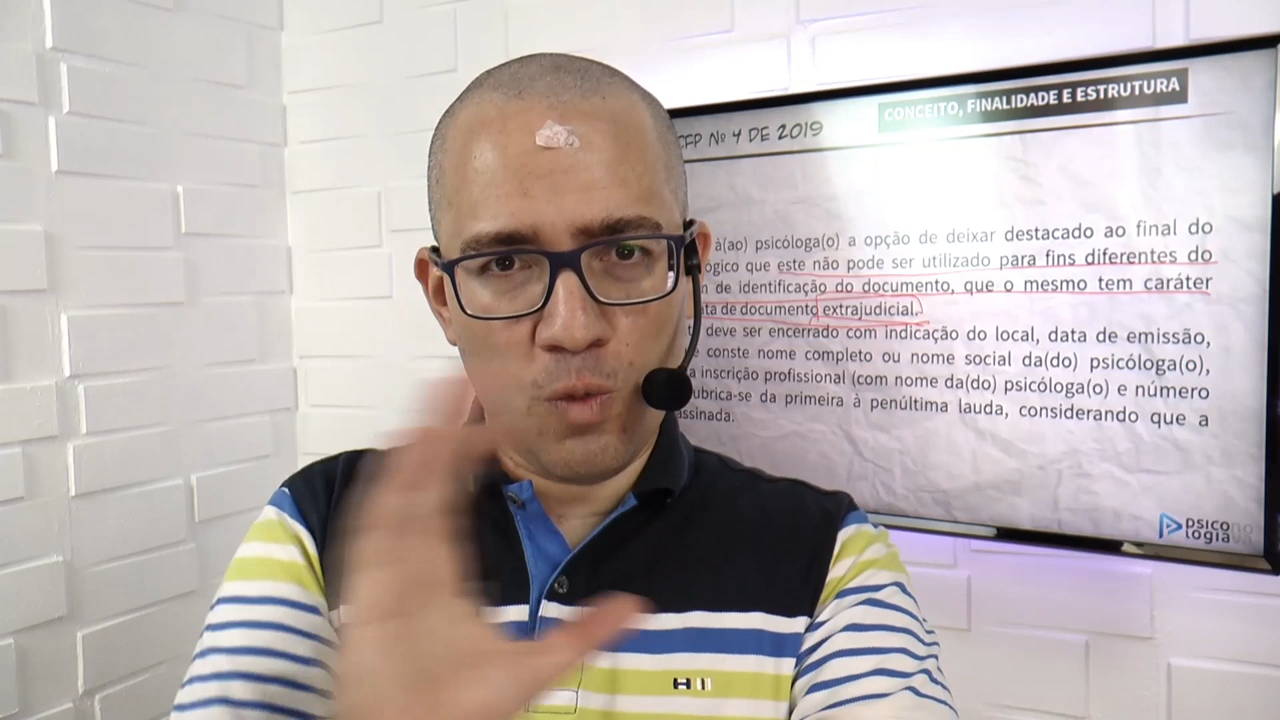 CONCEITO, FINALIDADE E ESTRUTURA
CFP Nº 4 DE 2019
à(ao) psicóloga(o) a opção de deixar destacado ao final do
ógico que este não pode ser utilizado para fins diferentes do
de identificação do documento, que o mesmo tem caráter
ata de documento extrajudicial.
deve ser encerrado com indicação do local, data de emissão,
e conste nome completo ou nome social da(do) psicóloga(o),
a inscrição profissional (com nome da(do) psicóloga(o) e número
ubrica-se da primeira à penúltima lauda, considerando que a
assinada.
psico
logia